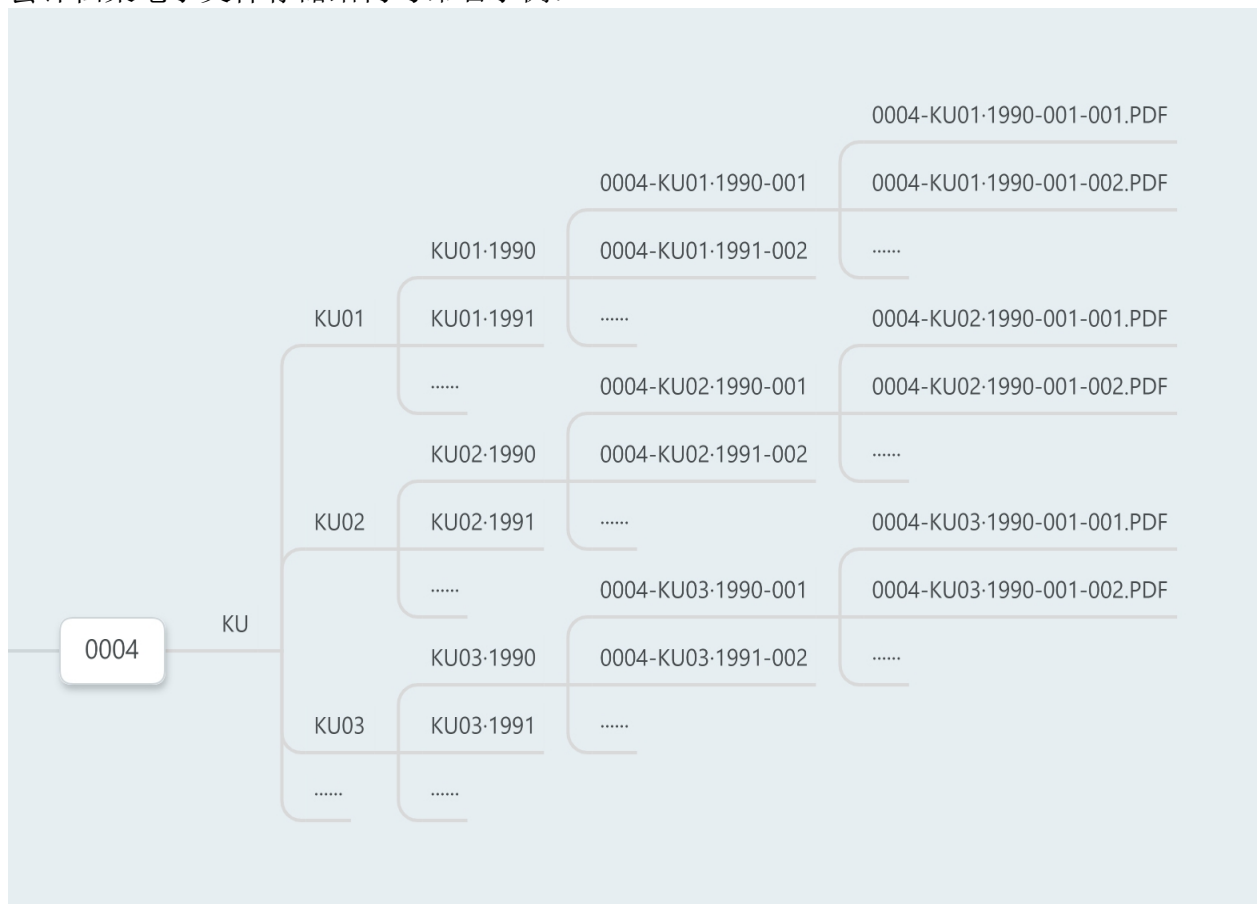 0004-KU01·1990-001-001.PDF
0004-KU01·1990-001 0004-KU01·1990-001-002.PDF
KU01·1990 0004-KU01·1991-002 ......
KU01 KU01·1991 ...... 0004-KU02·1990-001-001.PDF
...... 0004-KU02·1990-001 0004-KU02·1990-001-002.PDF
KU02·1990 0004-KU02·1991-002 ......
KU02 KU02·1991 ...... 0004-KU03·1990-001-001.PDF
...... 0004-KU03·1990-001 0004-KU03·1990-001-002.PDF
KU
0004
KU03·1990 0004-KU03·1991-002 ......
KU03 KU03·1991 ......
...... ......